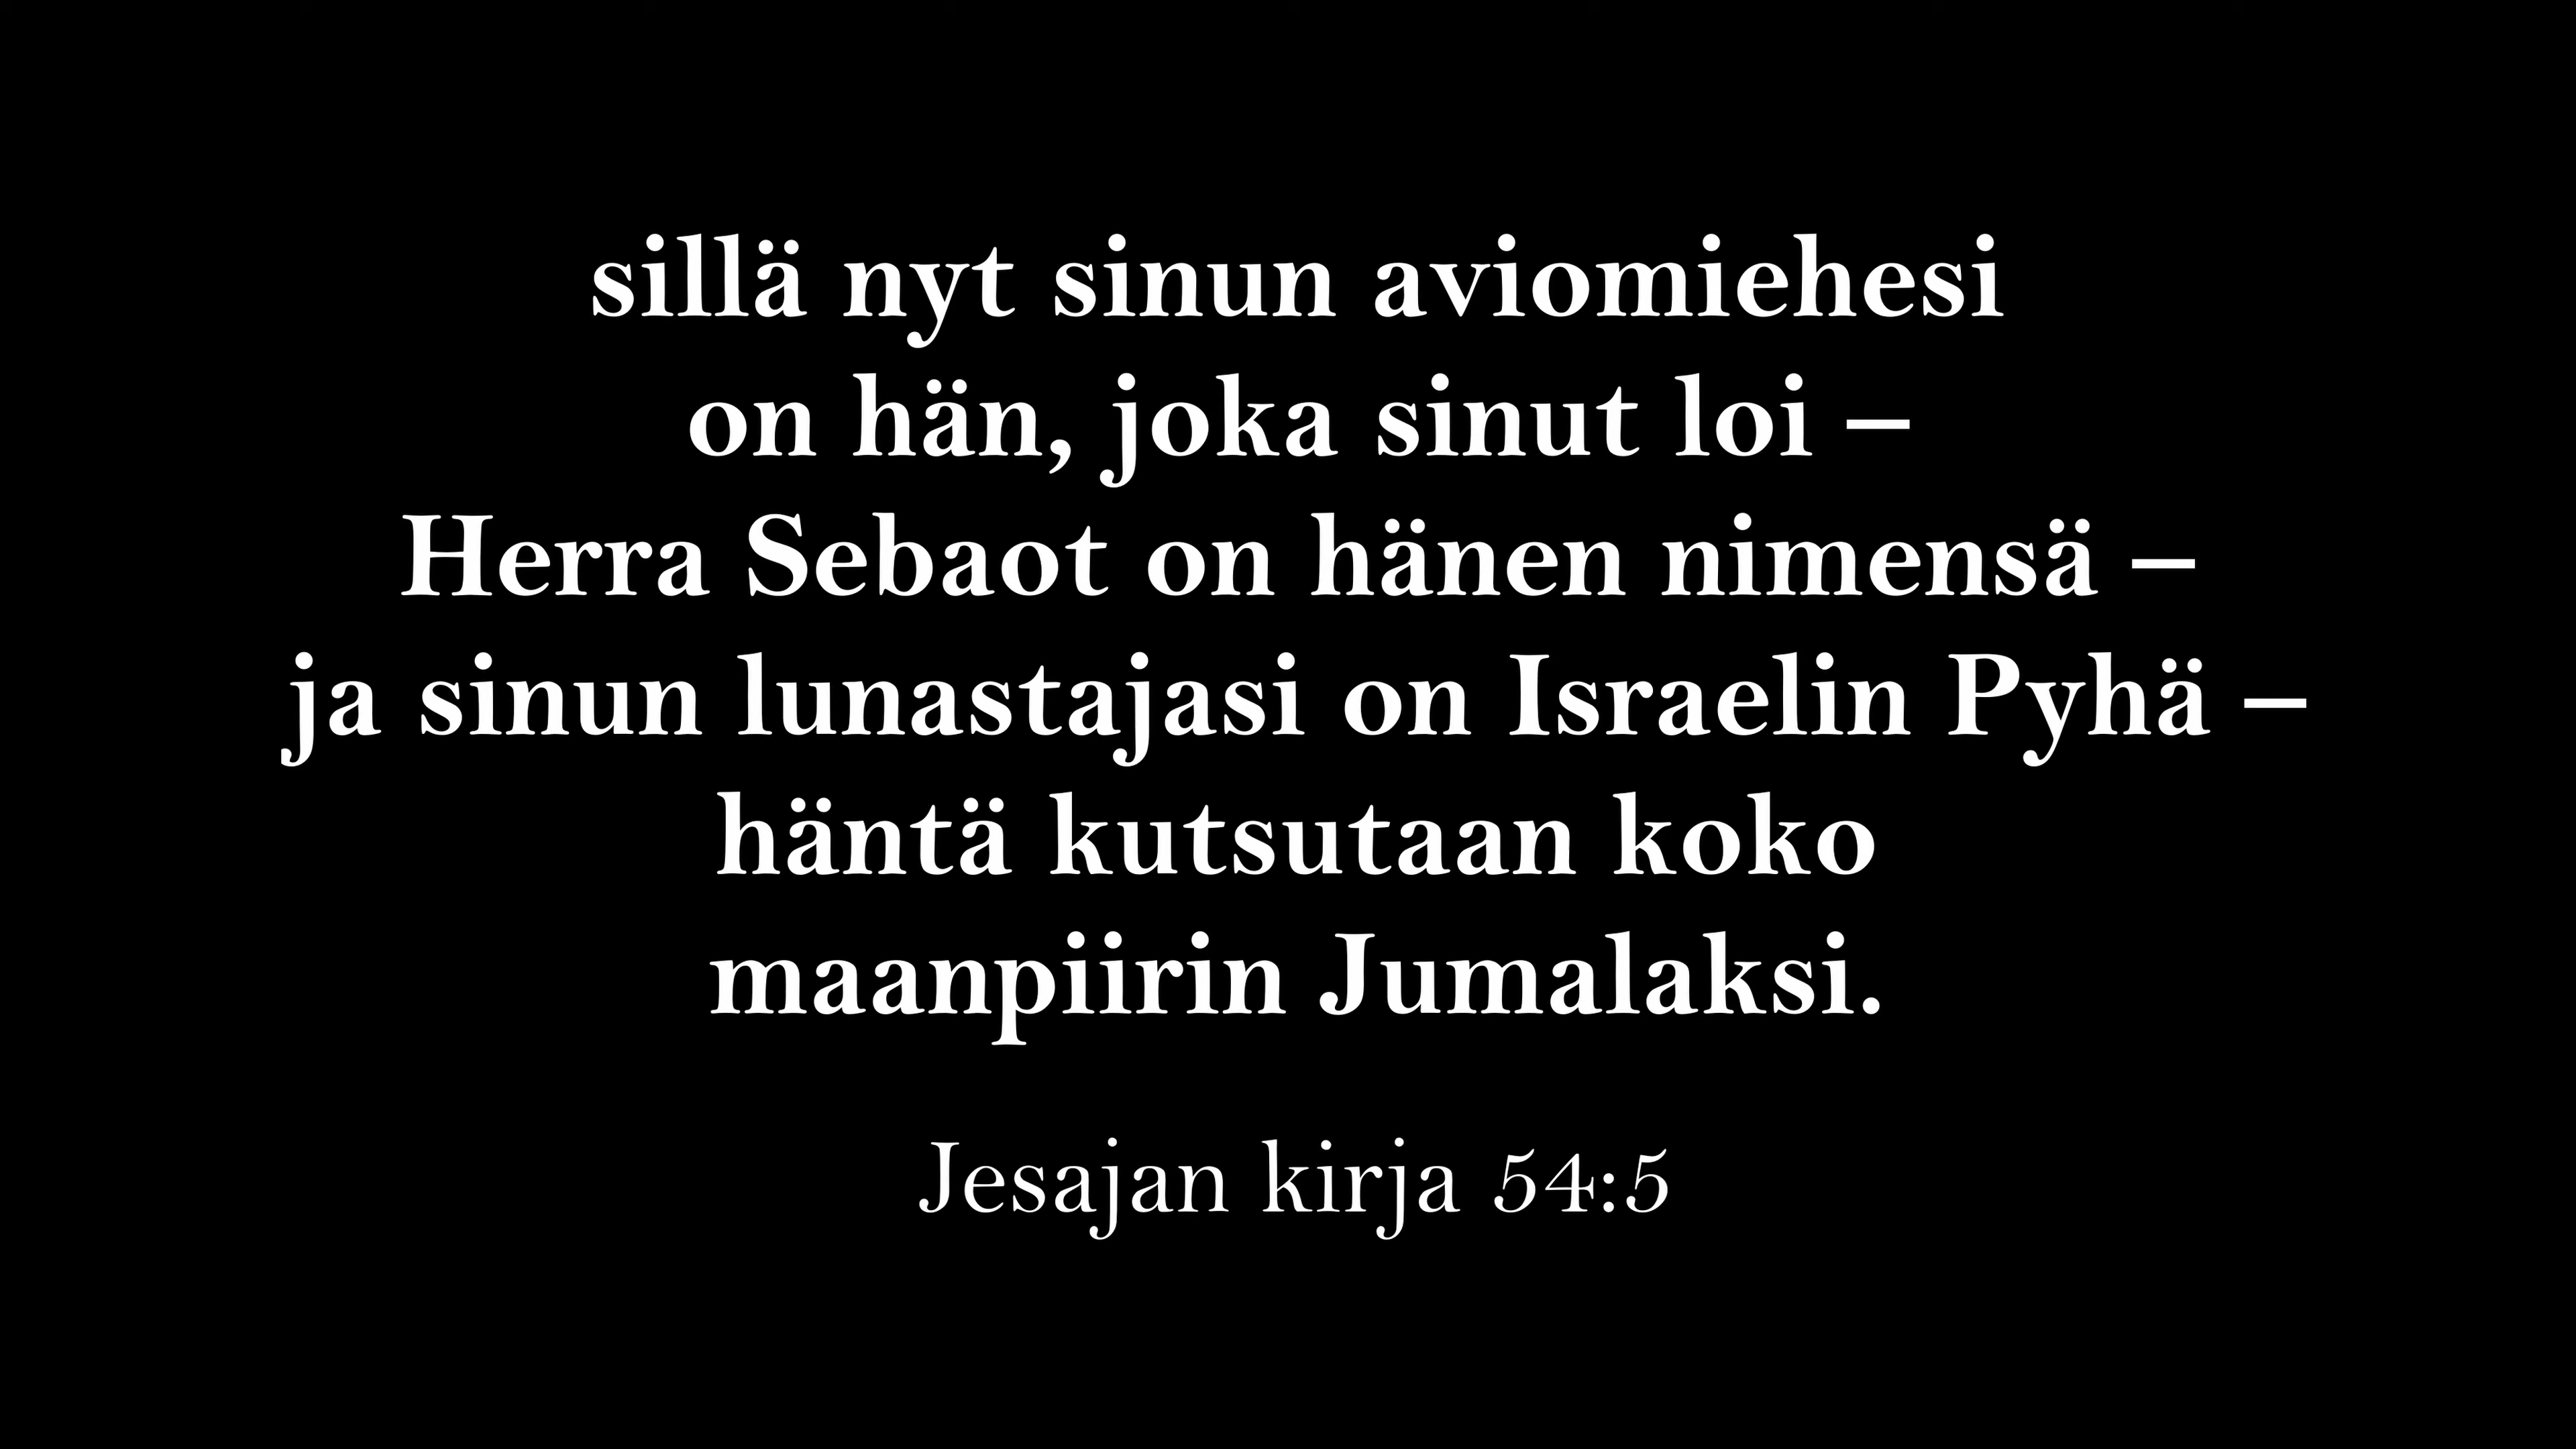 sillä nyt sinun aviomiehesi
on hän, joka sinut loi –
Herra Sebaot on hänen nimensä –
ja sinun lunastajasi on Israelin Pyhä –
häntä kutsutaan koko
maanpiirin Jumalaksi.
Jesajan kirja 54:5